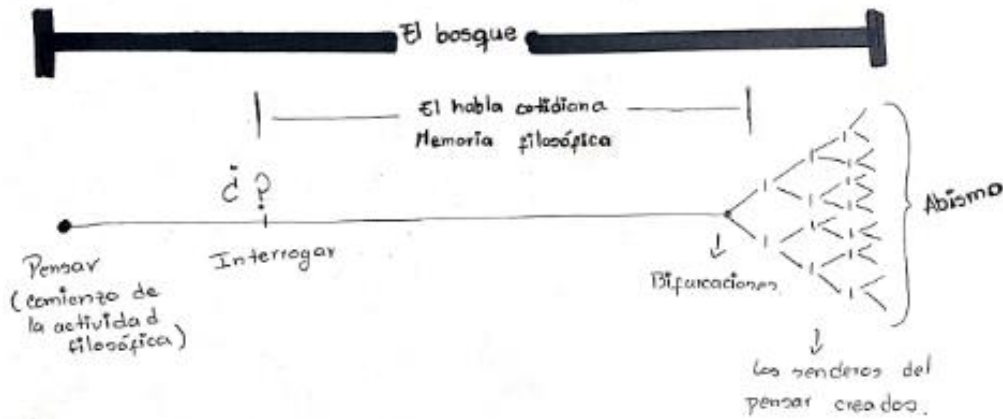 El bosque
El habla cotidiana
Memoria filosófica
¿ ?
Interrogar
Pensar
(comienzo de
la actividad
filosófica)
Bifurcaciones
Abismo
Los senderos del
pensar creados.